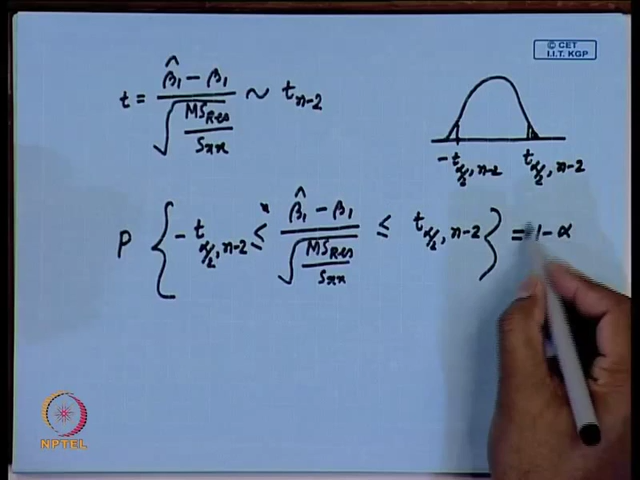 © CET
I.I.T. KGP
t = (β̂₁ − β₁) / √(MS_Res / S_xx) ~ t_{n-2}
−t_{α/2, n-2} t_{α/2, n-2}
P { −t_{α/2, n-2} ≤ (β̂₁ − β₁) / √(MS_Res / S_xx) ≤ t_{α/2, n-2} } = 1 − α
NPTEL